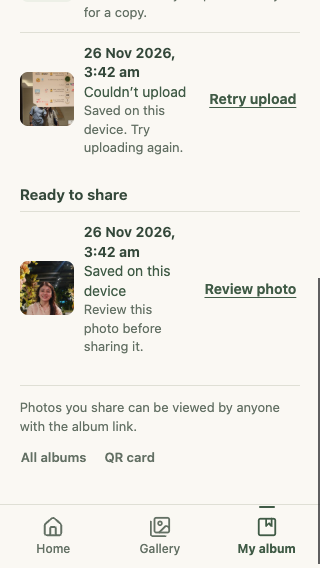 for a copy.
26 Nov 2026,
3:42 am
Couldn’t upload
Saved on this
device. Try
uploading again.
Retry upload
Ready to share
26 Nov 2026,
3:42 am
Saved on this
device
Review this
photo before
sharing it.
Review photo
Photos you share can be viewed by anyone
with the album link.
All albums
QR card
Home
Gallery
My album